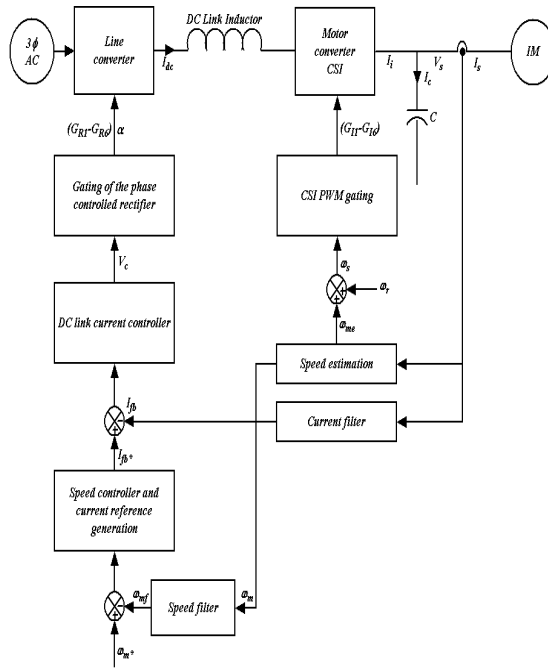 DC Link Inductor
3ϕ
AC
Line
converter
I_dc
Motor
converter
CSI
I_i
V_s
I_s
IM
I_c
C
(G_R1-G_R6) α
(G_I1-G_I6)
Gating of the phase
controlled rectifier
CSI PWM gating
V_c
ω_s
+
+
ω_r
DC link current controller
ω_me
Speed estimation
I_fb
-
+
Current filter
I_fb*
Speed controller and
current reference
generation
ω_mf
-
+
Speed filter
ω_m
ω_m*